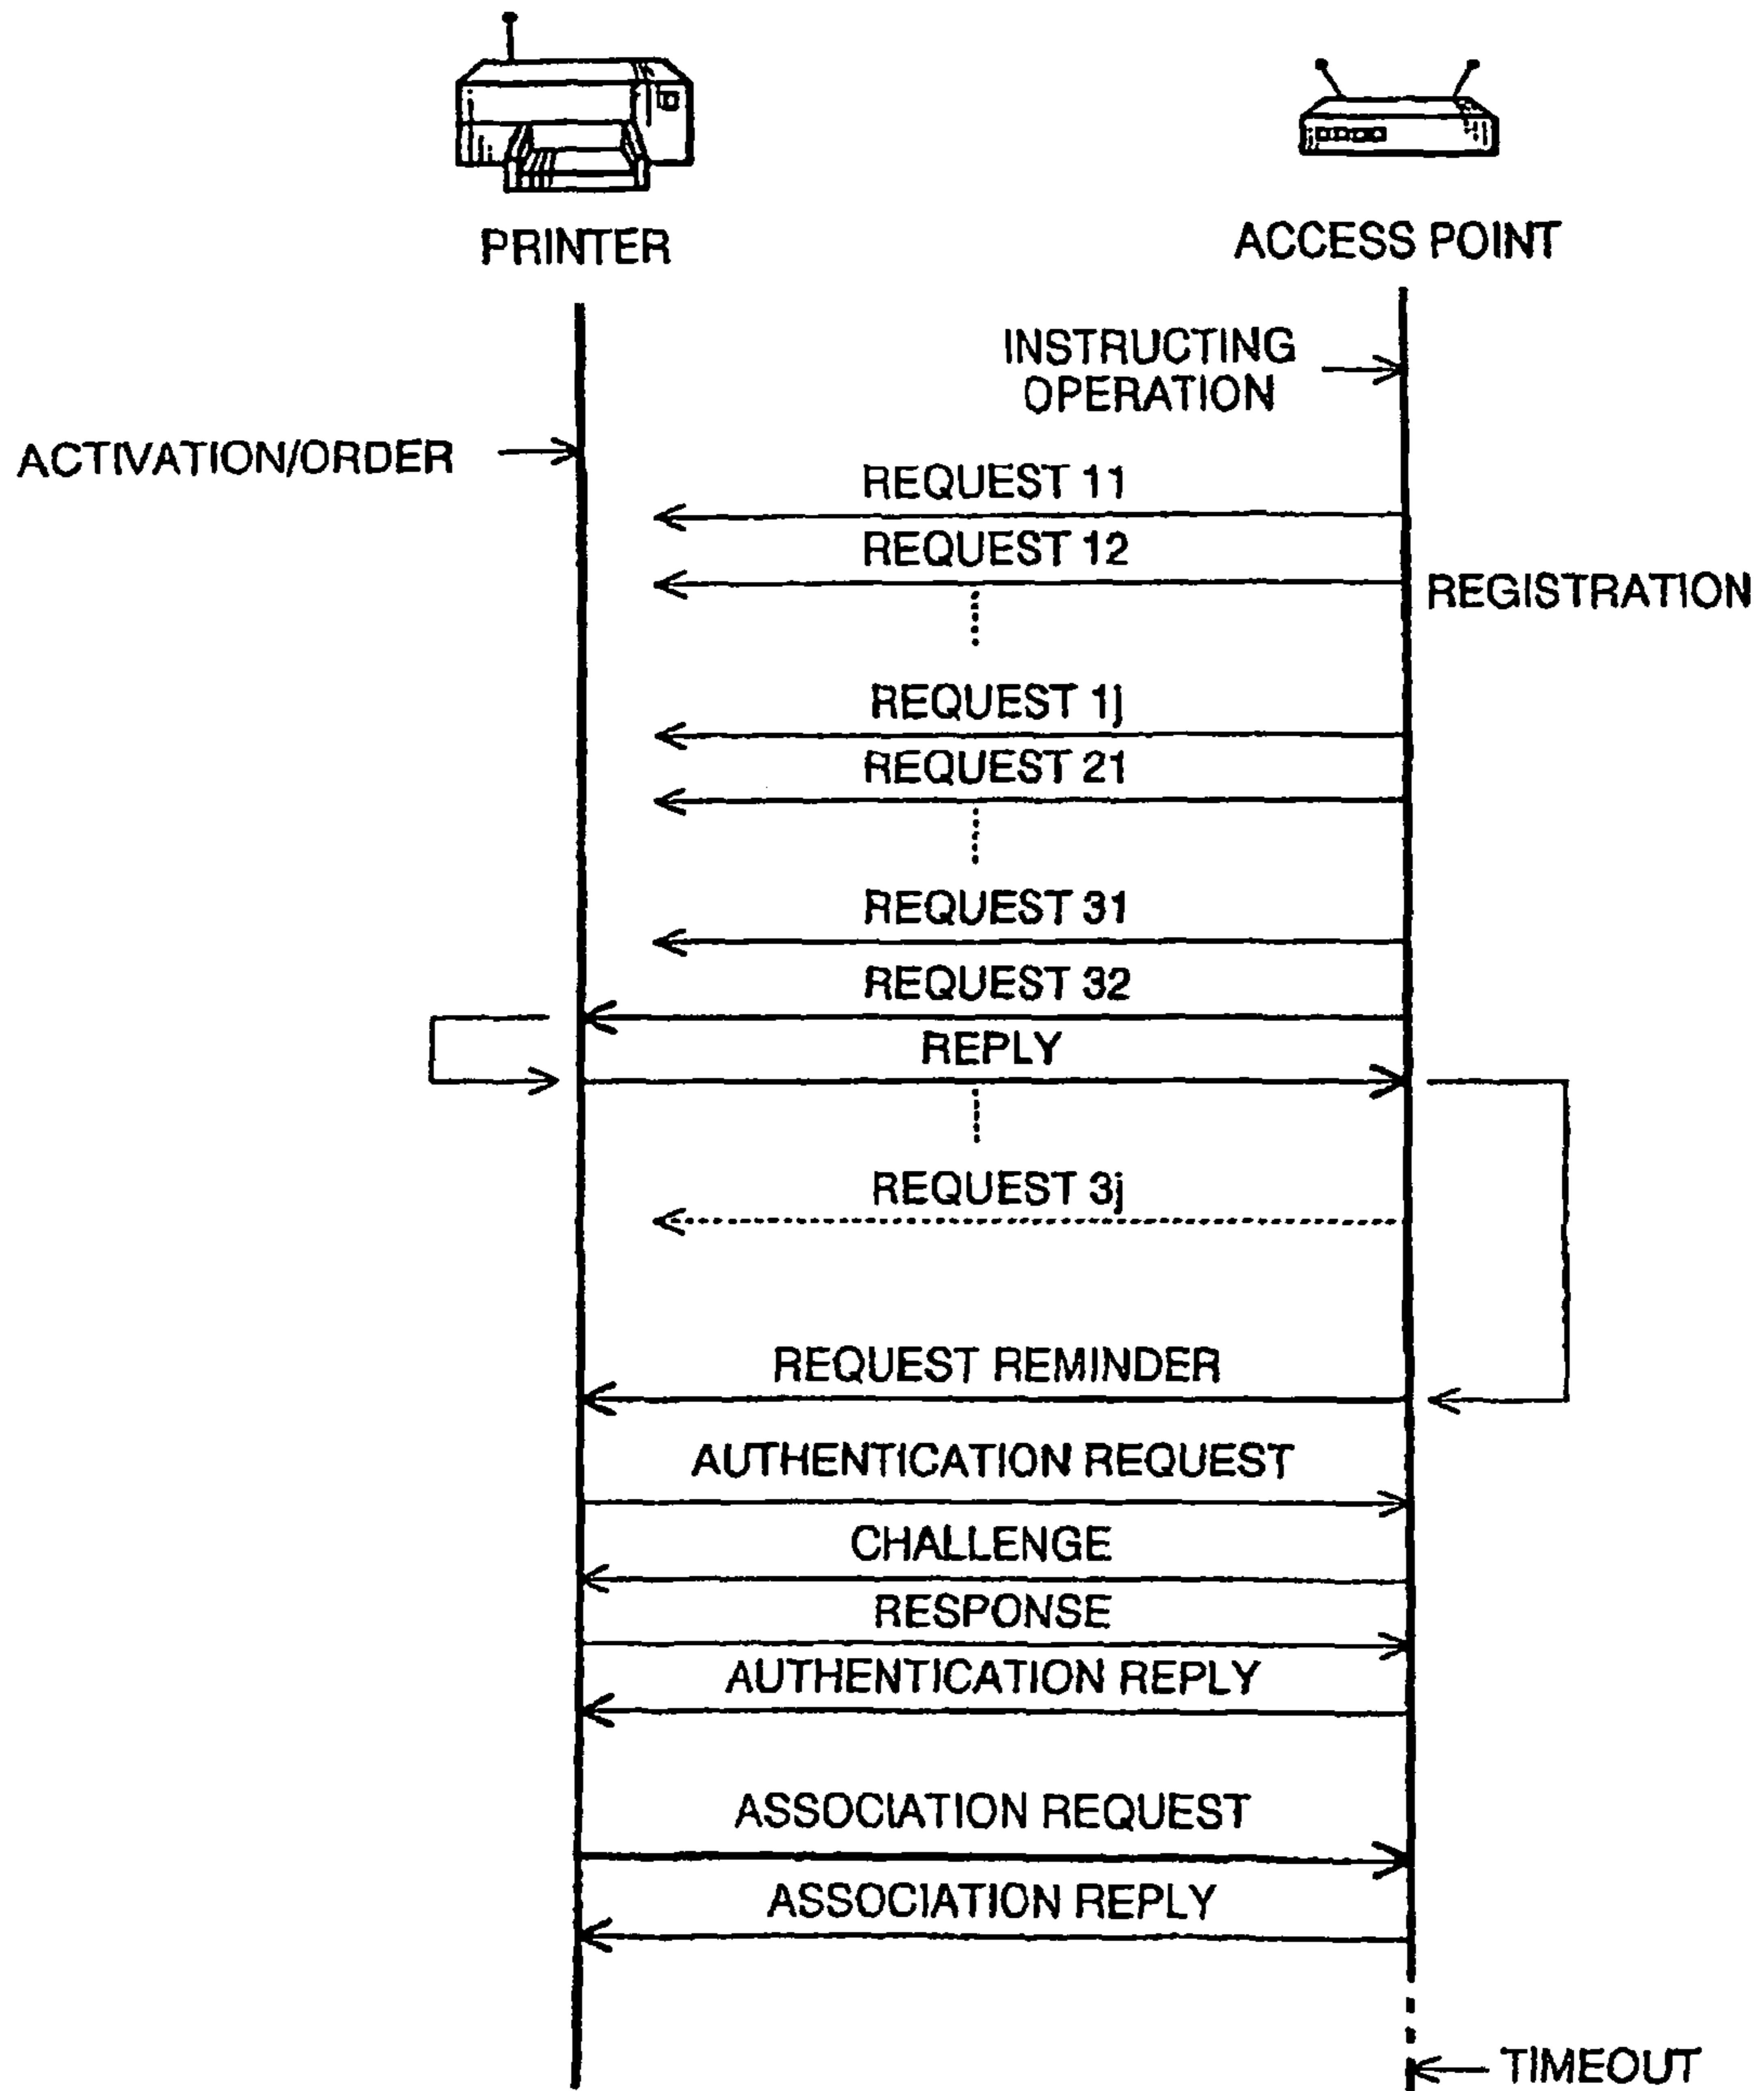 PRINTER
ACCESS POINT
INSTRUCTING
OPERATION
ACTIVATION/ORDER
REQUEST 11
REQUEST 12
REGISTRATION
REQUEST 1j
REQUEST 21
REQUEST 31
REQUEST 32
REPLY
REQUEST 3j
REQUEST REMINDER
AUTHENTICATION REQUEST
CHALLENGE
RESPONSE
AUTHENTICATION REPLY
ASSOCIATION REQUEST
ASSOCIATION REPLY
TIMEOUT